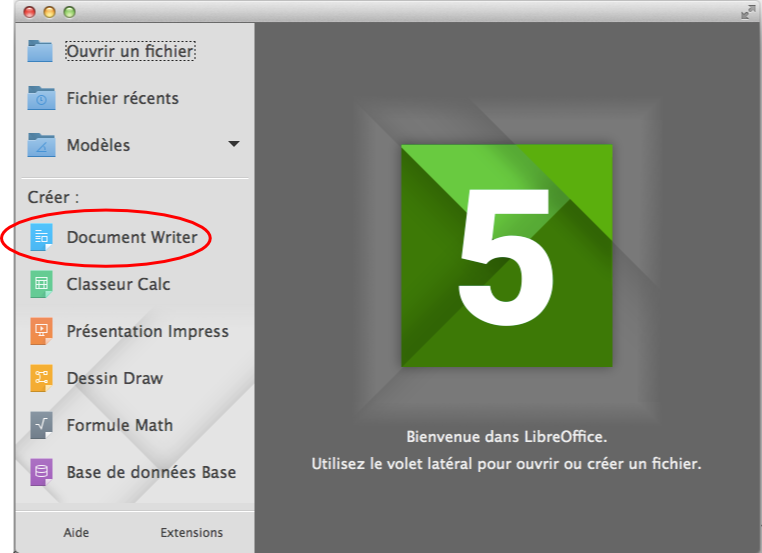 Ouvrir un fichier
Fichier récents
Modèles
Créer :
Document Writer
Classeur Calc
Présentation Impress
Dessin Draw
Formule Math
Base de données Base
Aide Extensions
5
Bienvenue dans LibreOffice.
Utilisez le volet latéral pour ouvrir ou créer un fichier.